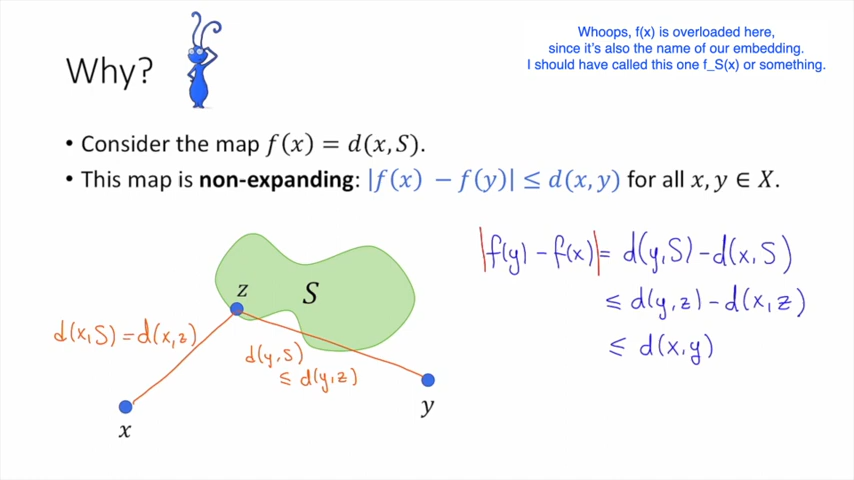 Whoops, f(x) is overloaded here,
since it's also the name of our embedding.
I should have called this one f_S(x) or something.
Why?
• Consider the map f(x) = d(x, S).
• This map is non-expanding: |f(x) − f(y)| ≤ d(x, y) for all x, y ∈ X.
|f(y) − f(x)| = d(y,S) − d(x,S)
≤ d(y,z) − d(x,z)
≤ d(x,y)
z
S
d(x,S) = d(x,z)
d(y,S)
≤ d(y,z)
x
y